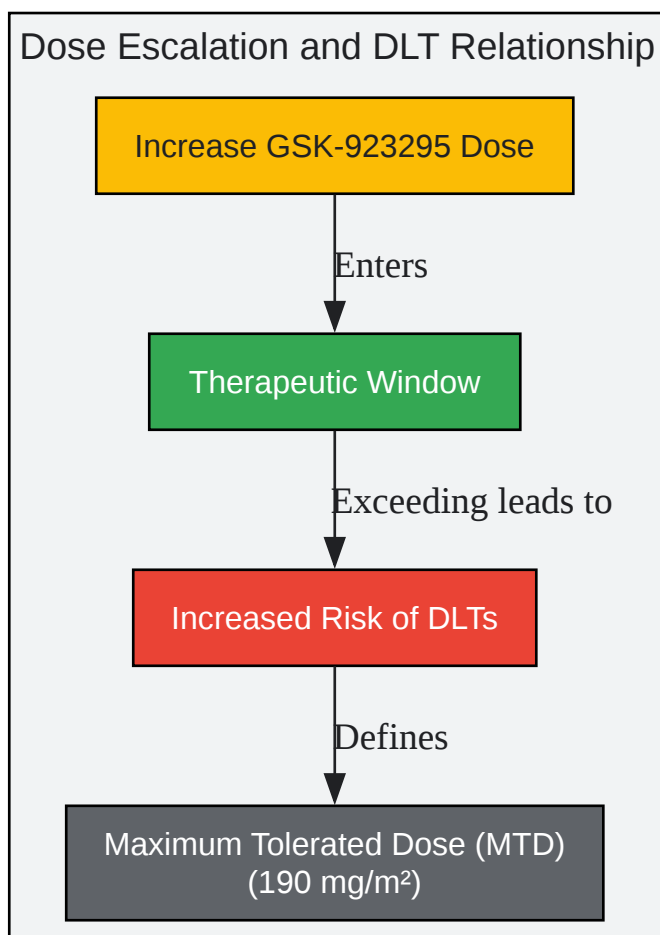 Dose Escalation and DLT Relationship
Increase GSK-923295 Dose
Enters
Therapeutic Window
Exceeding leads to
Increased Risk of DLTs
Defines
Maximum Tolerated Dose (MTD)
(190 mg/m²)